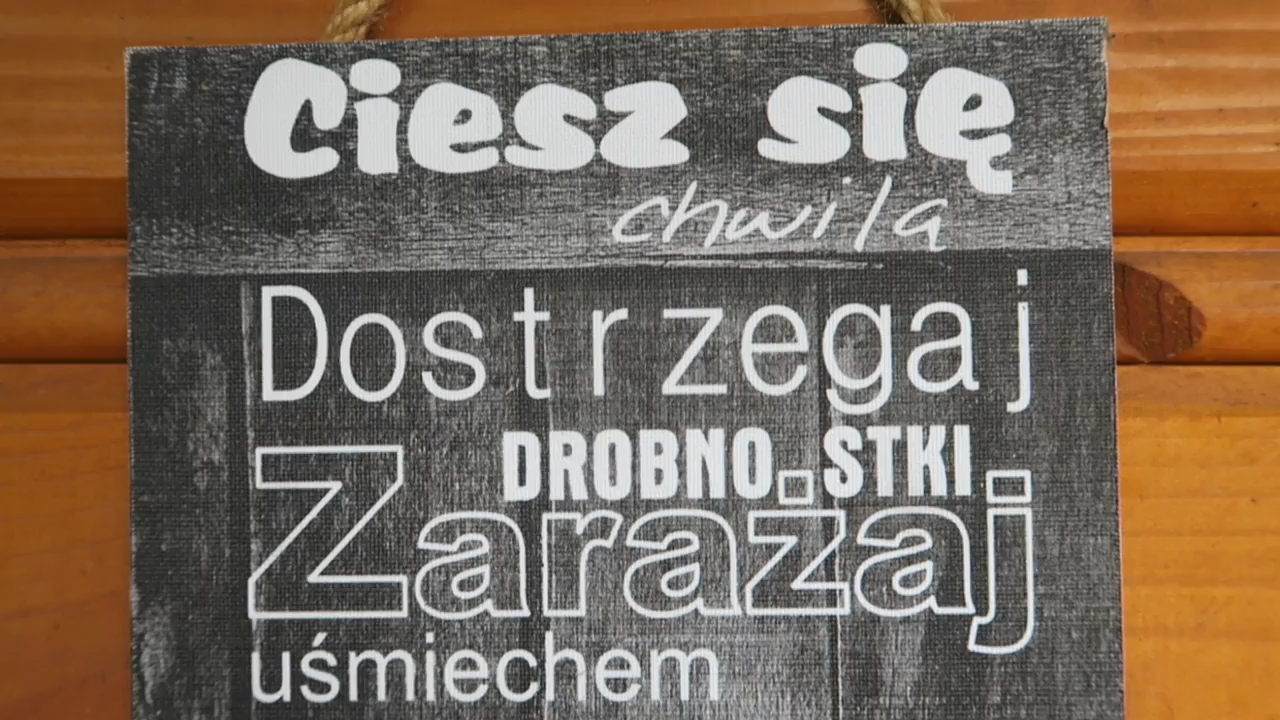 Ciesz się
chwilą
Dostrzegaj
DROBNOSTKI
Zarażaj
uśmiechem